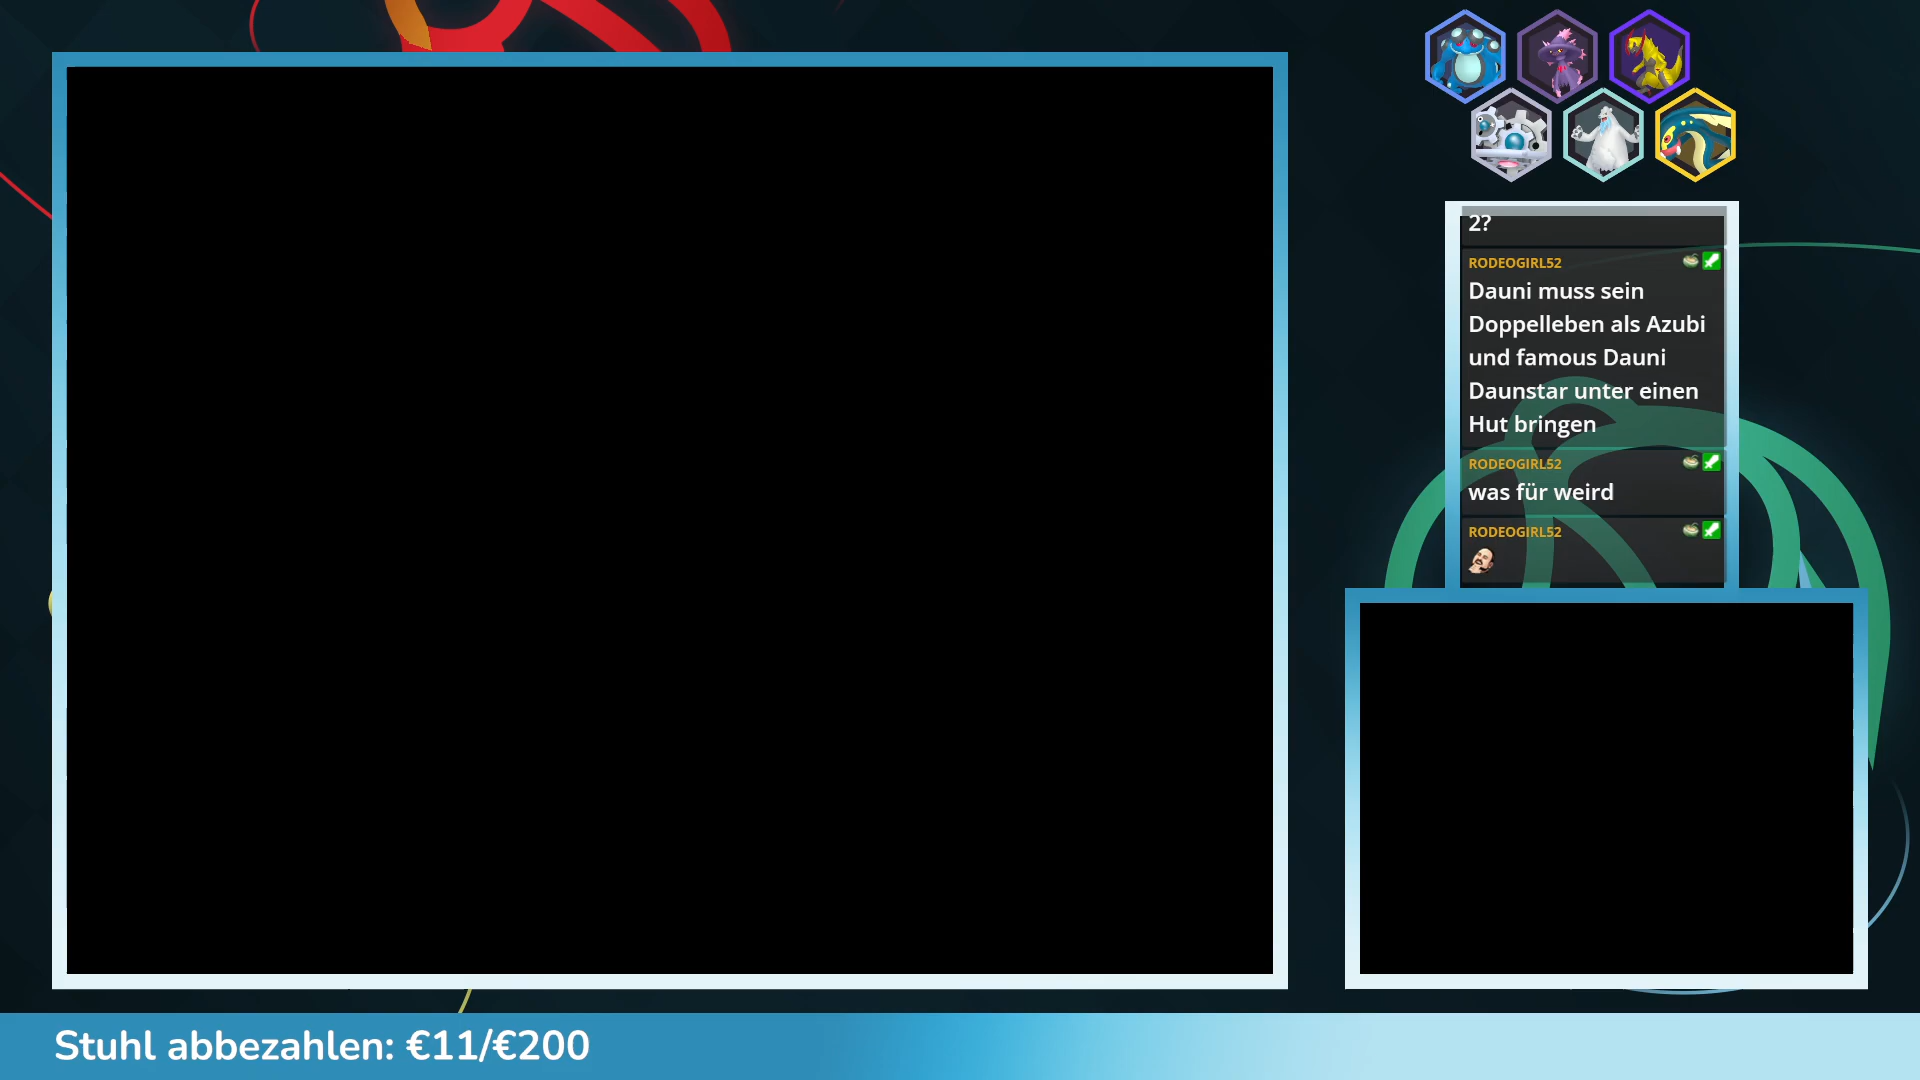 2?
RODEOGIRL52
Dauni muss sein
Doppelleben als Azubi
und famous Dauni
Daunstar unter einen
Hut bringen
RODEOGIRL52
was für weird
RODEOGIRL52
Stuhl abbezahlen: €11/€200